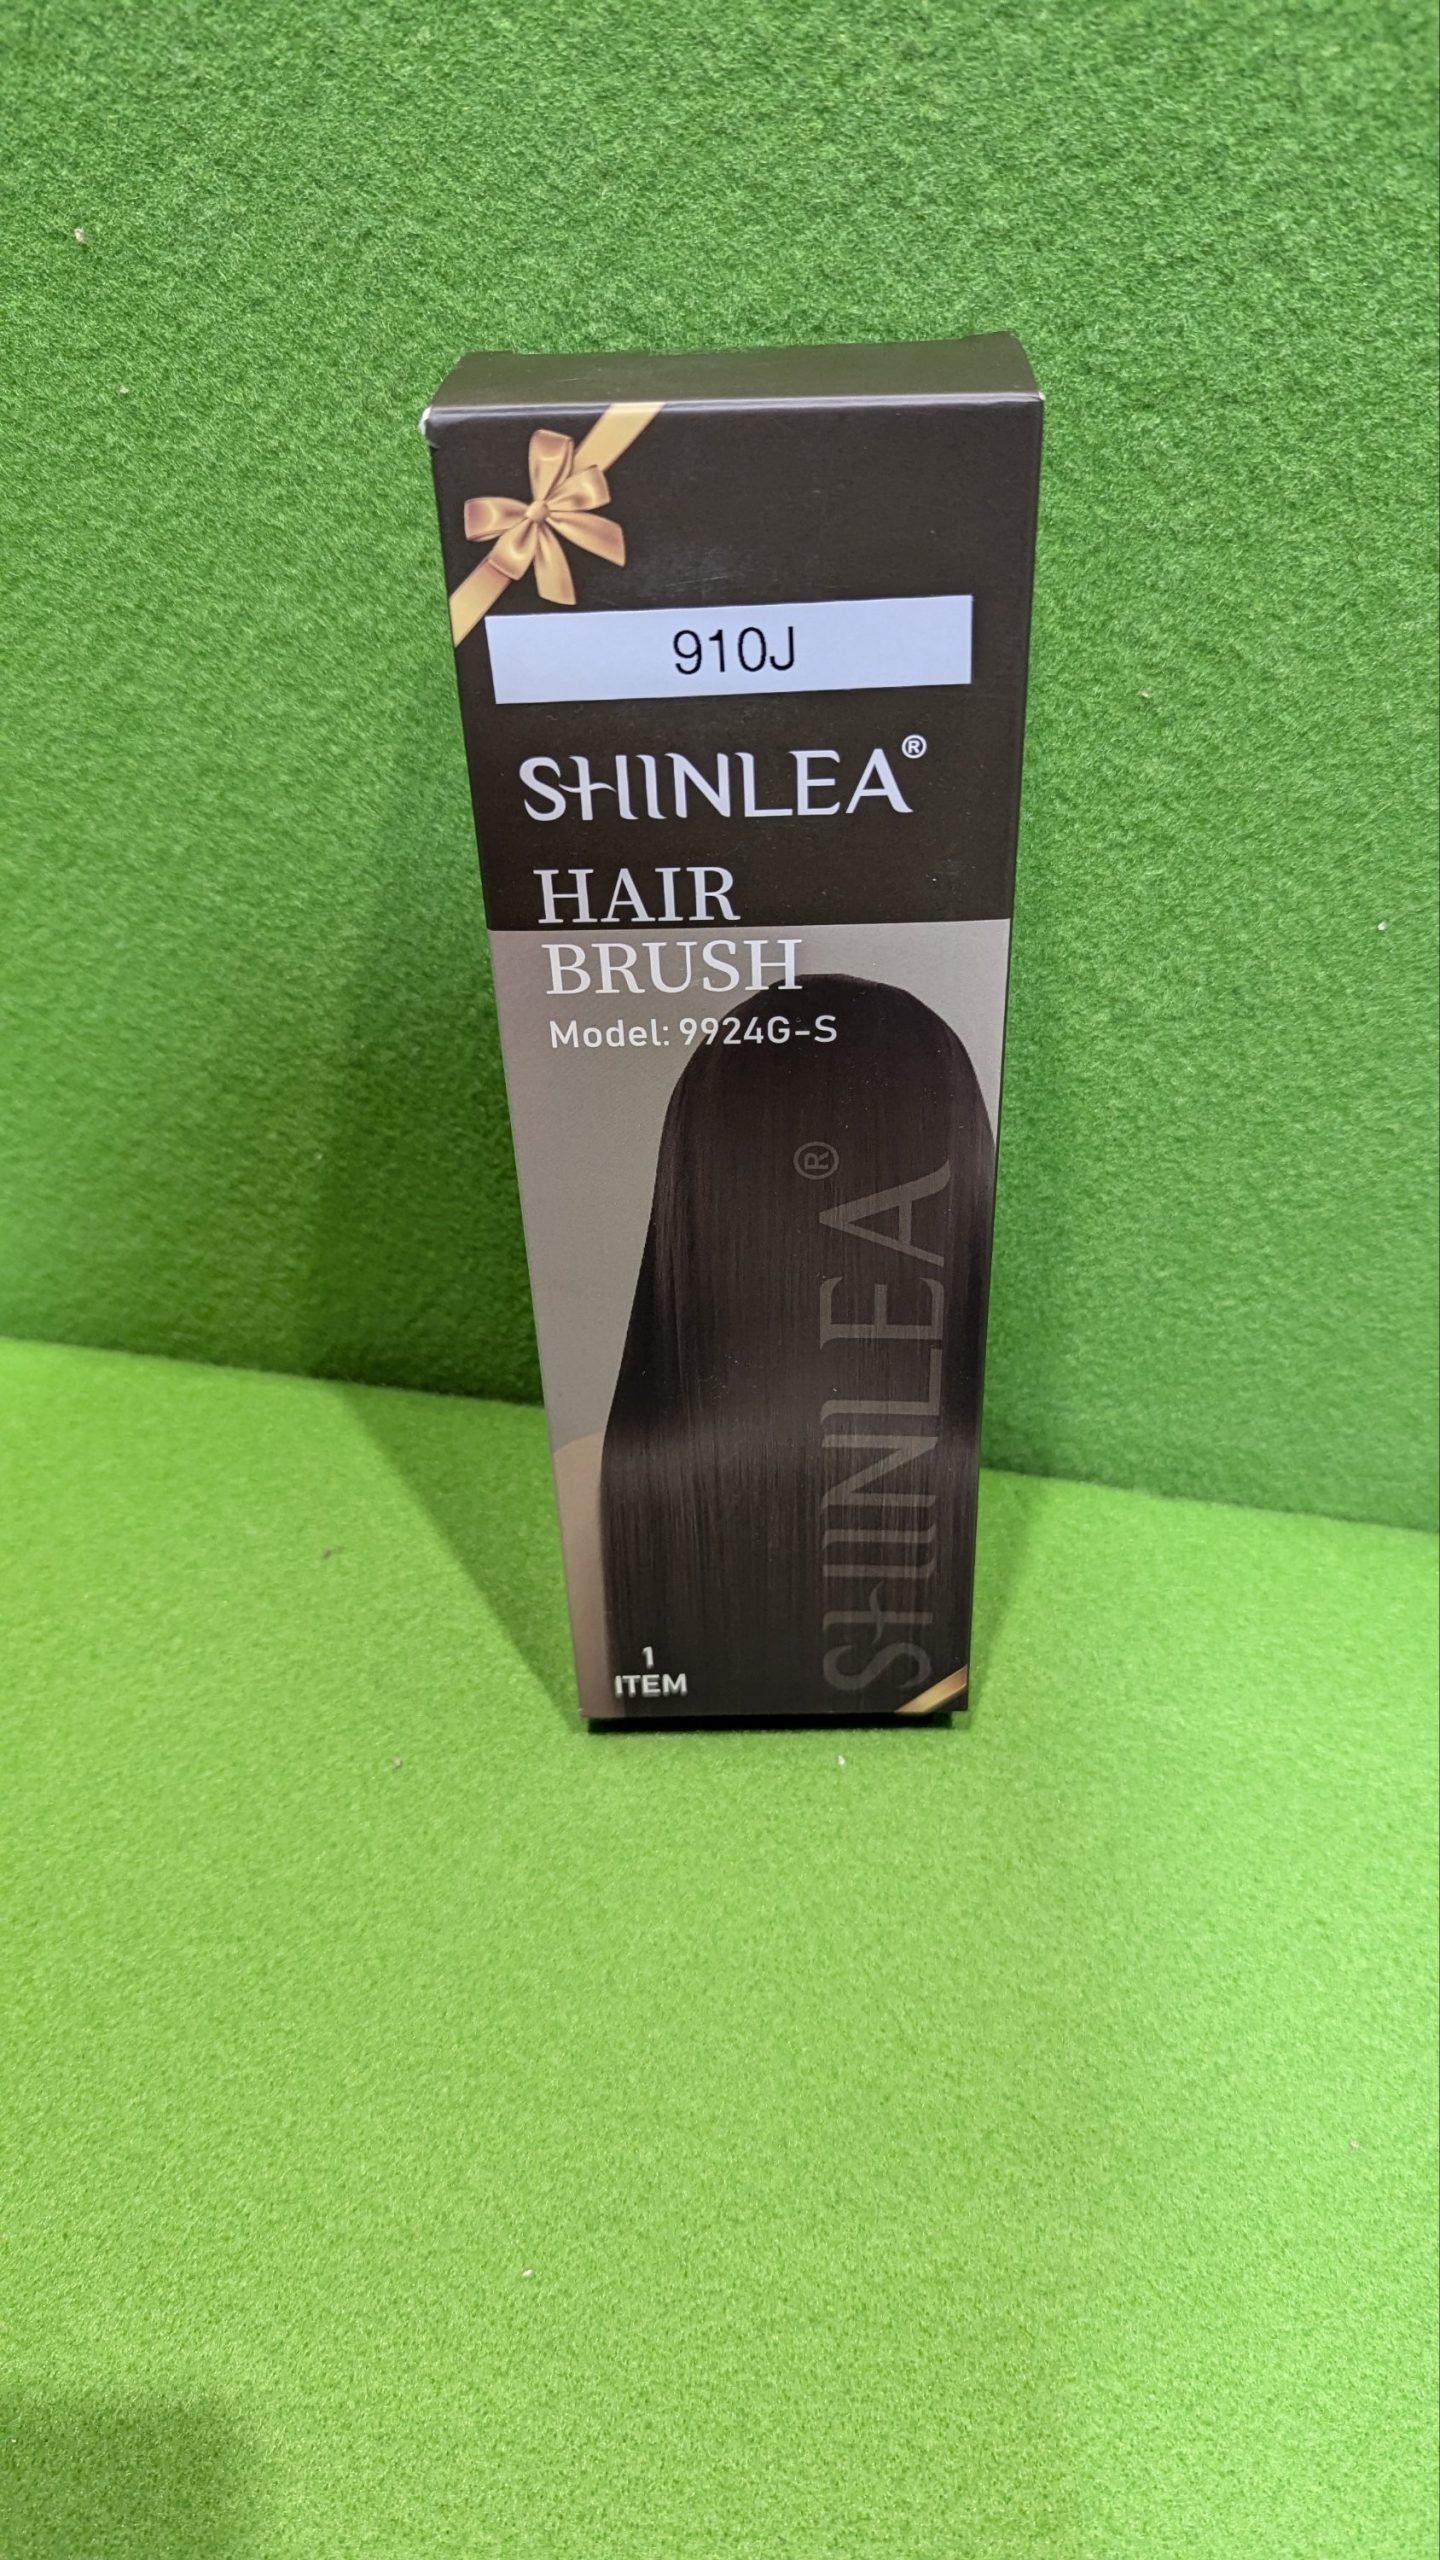 910J
SHINLEA®
HAIR
BRUSH
Model: 9924G-S
SHINLEA®
1
ITEM